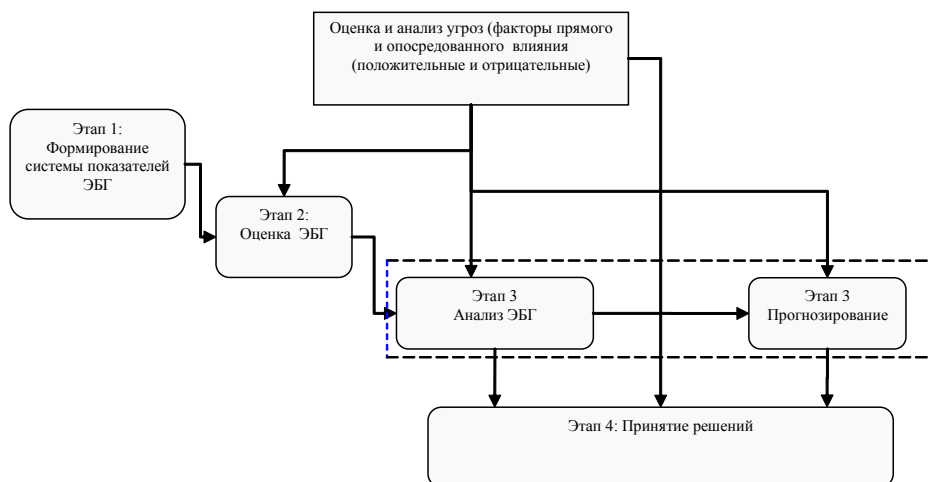 Оценка и анализ угроз (факторы прямого
и опосредованного влияния
(положительные и отрицательные)
Этап 1:
Формирование
системы показателей
ЭБГ
Этап 2:
Оценка ЭБГ
Этап 3
Анализ ЭБГ
Этап 3
Прогнозирование
Этап 4: Принятие решений